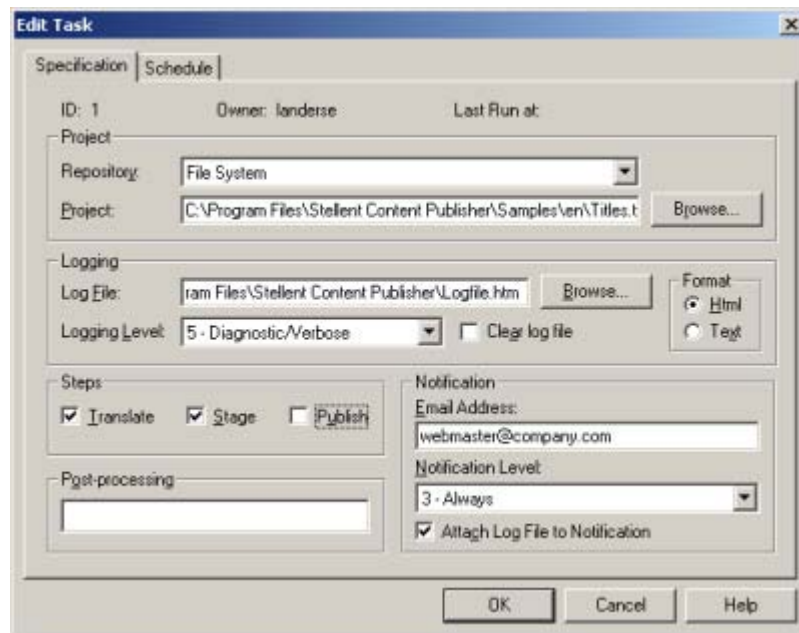 Edit Task
Specification Schedule
ID: 1 Owner: landerse Last Run at:
Project
Repository: File System
Project: C:\Program Files\Stellent Content Publisher\Samples\en\Titles.t Browse...
Logging
Log File: ram Files\Stellent Content Publisher\Logfile.htm Browse...
Format
Html
Logging Level: 5 - Diagnostic/Verbose Clear log file
Text
Steps
Translate Stage Publish
Post-processing
Notification
Email Address:
webmaster@company.com
Notification Level:
3 - Always
Attach Log File to Notification
OK Cancel Help